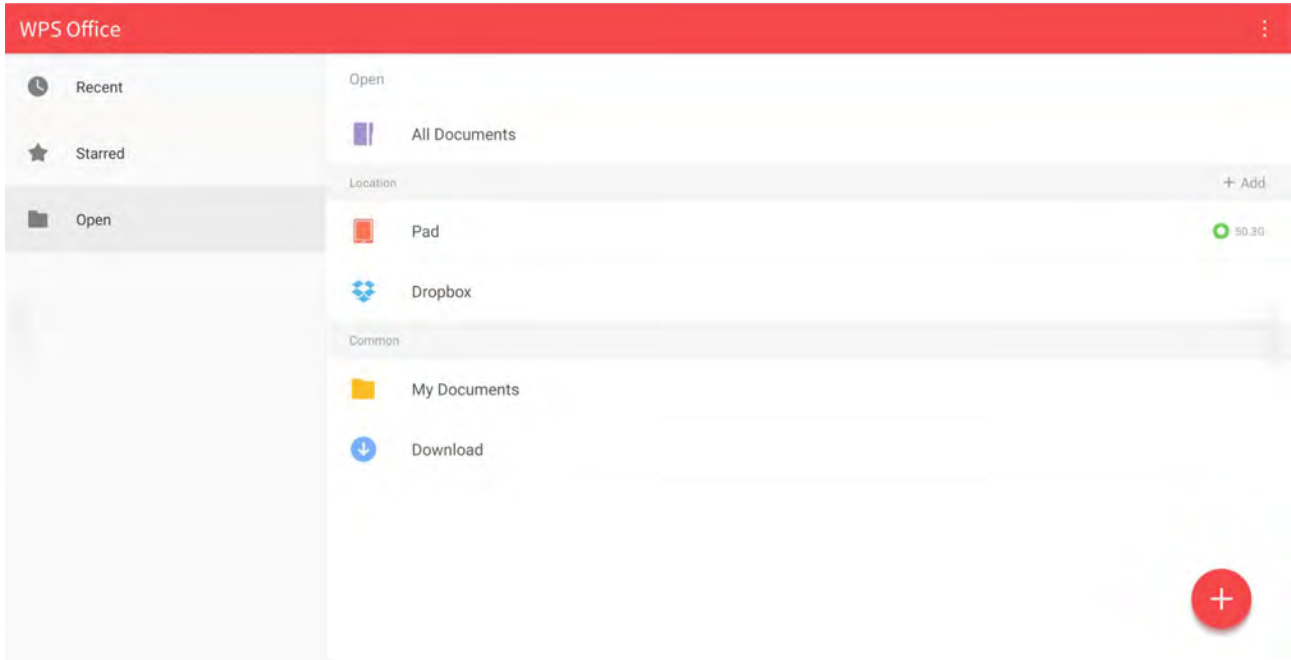 WPS Office
Recent
Starred
Open
Open
All Documents
Location
+ Add
Pad
50.3G
Dropbox
Common
My Documents
Download